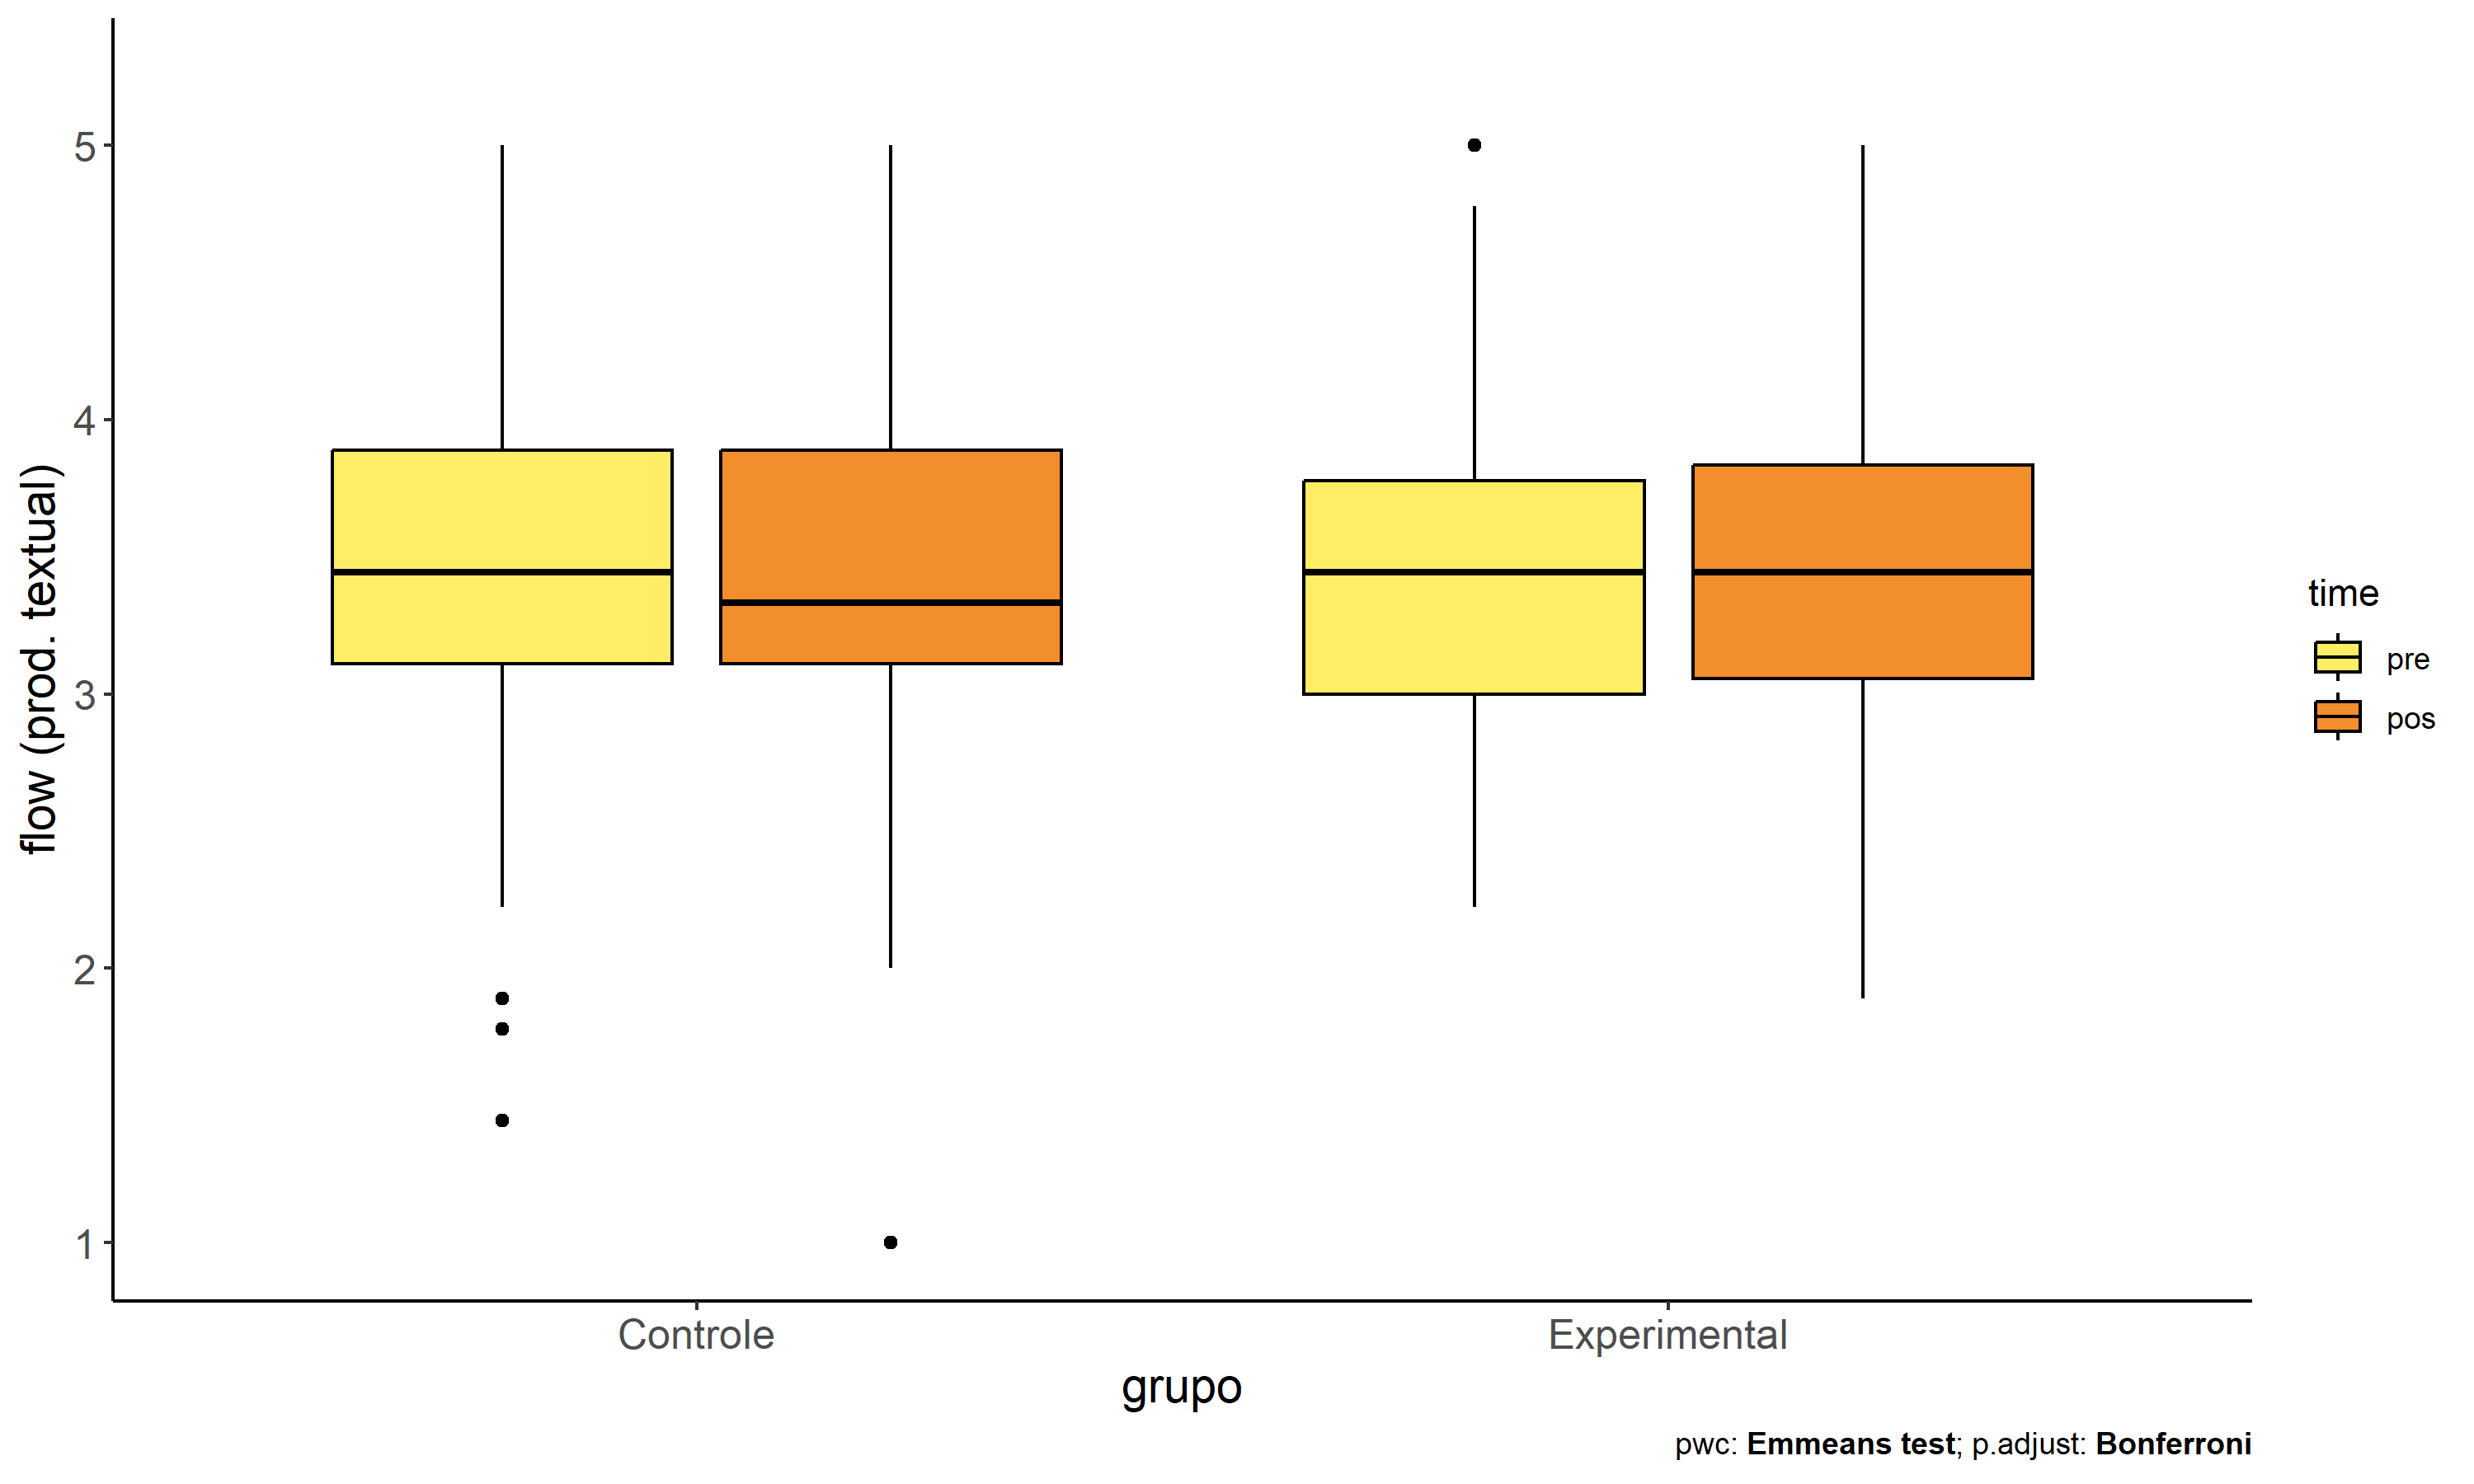 flow (prod. textual)
5
4
3
2
1
Controle
Experimental
grupo
time
pre
pos
pwc: Emmeans test; p.adjust: Bonferroni